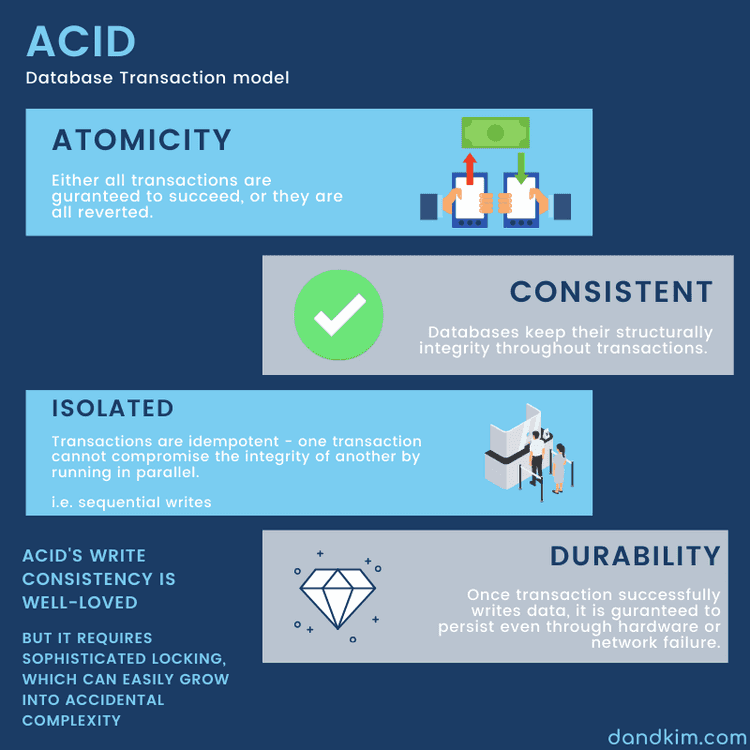 ACID
Database Transaction model
ATOMICITY
Either all transactions are
guranteed to succeed, or they are
all reverted.
CONSISTENT
Databases keep their structurally
integrity throughout transactions.
ISOLATED
Transactions are idempotent - one transaction
cannot compromise the integrity of another by
running in parallel.
i.e. sequential writes
DURABILITY
Once transaction successfully
writes data, it is guranteed to
persist even through hardware or
network failure.
ACID'S WRITE
CONSISTENCY IS
WELL-LOVED
BUT IT REQUIRES
SOPHISTICATED LOCKING,
WHICH CAN EASILY GROW
INTO ACCIDENTAL
COMPLEXITY
dandkim.com